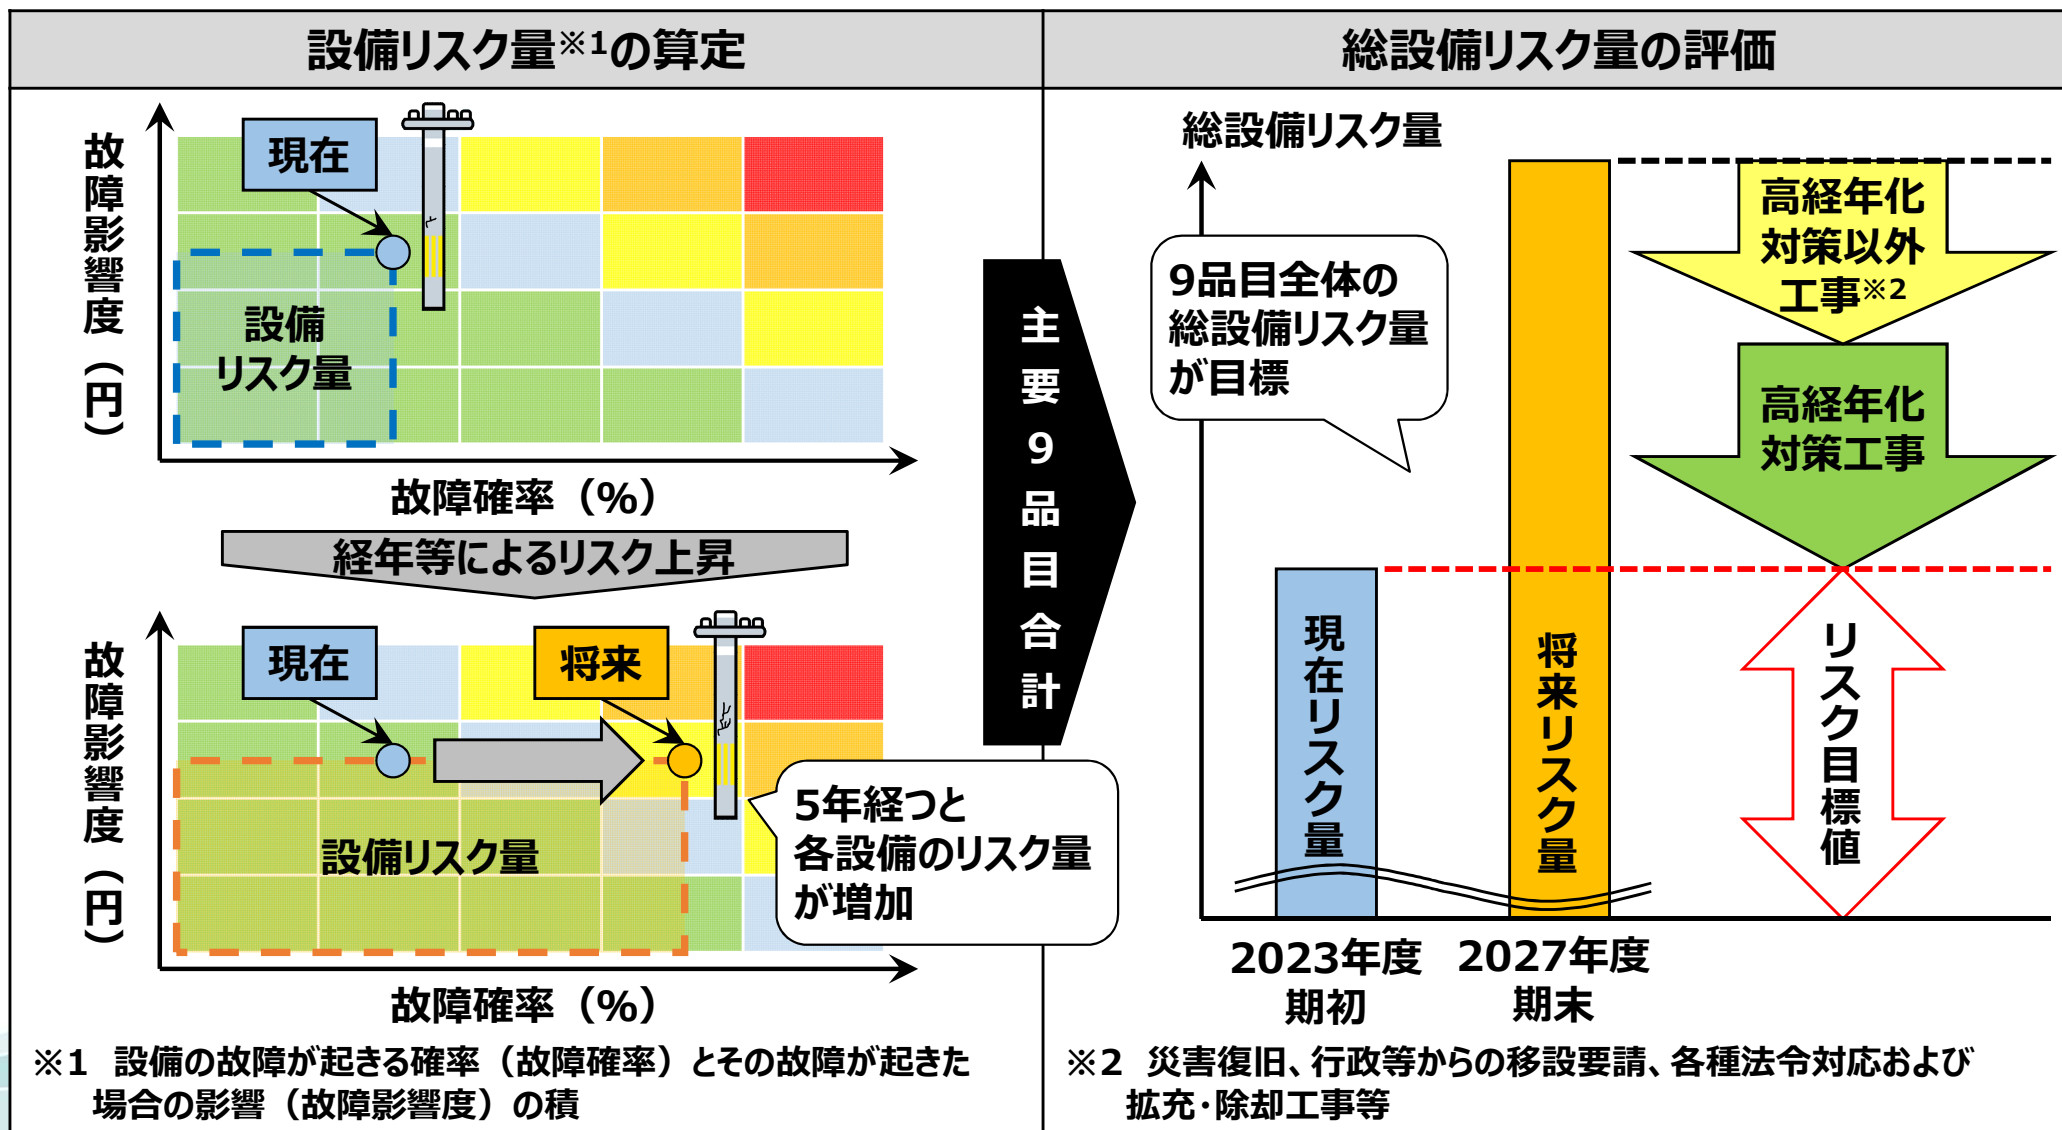 設備リスク量※1の算定
総設備リスク量の評価
故障影響度（円）
現在
設備
リスク量
故障確率（%）
経年等によるリスク上昇
故障影響度（円）
現在
将来
設備リスク量
5年経つと
各設備のリスク量
が増加
故障確率（%）
※1 設備の故障が起きる確率（故障確率）とその故障が起きた
場合の影響（故障影響度）の積
主要9品目合計
総設備リスク量
9品目全体の
総設備リスク量
が目標
高経年化
対策以外
工事※2
高経年化
対策工事
現在リスク量
将来リスク量
リスク目標値
2023年度
期初
2027年度
期末
※2 災害復旧、行政等からの移設要請、各種法令対応および
拡充・除却工事等